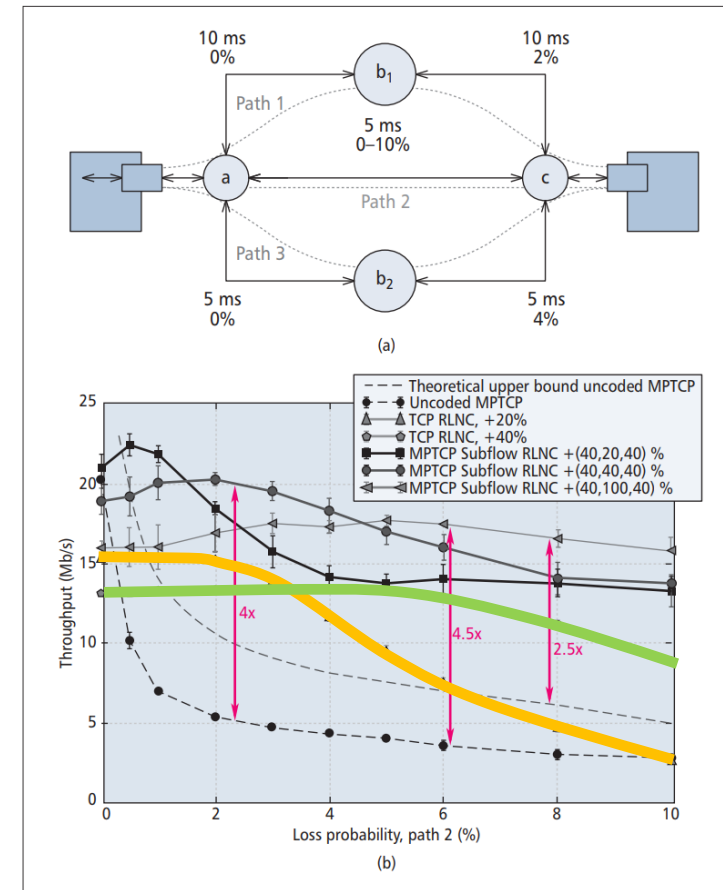 10 ms
0%
10 ms
2%
b1
Path 1
5 ms
0–10%
a
c
Path 2
Path 3
b2
5 ms
0%
5 ms
4%
(a)
Theoretical upper bound uncoded MPTCP
Uncoded MPTCP
TCP RLNC, +20%
TCP RLNC, +40%
MPTCP Subflow RLNC +(40,20,40) %
MPTCP Subflow RLNC +(40,40,40) %
MPTCP Subflow RLNC +(40,100,40) %
25
20
15
10
5
0
Throughput (Mb/s)
4x
4.5x
2.5x
0
2
4
6
8
10
Loss probability, path 2 (%)
(b)